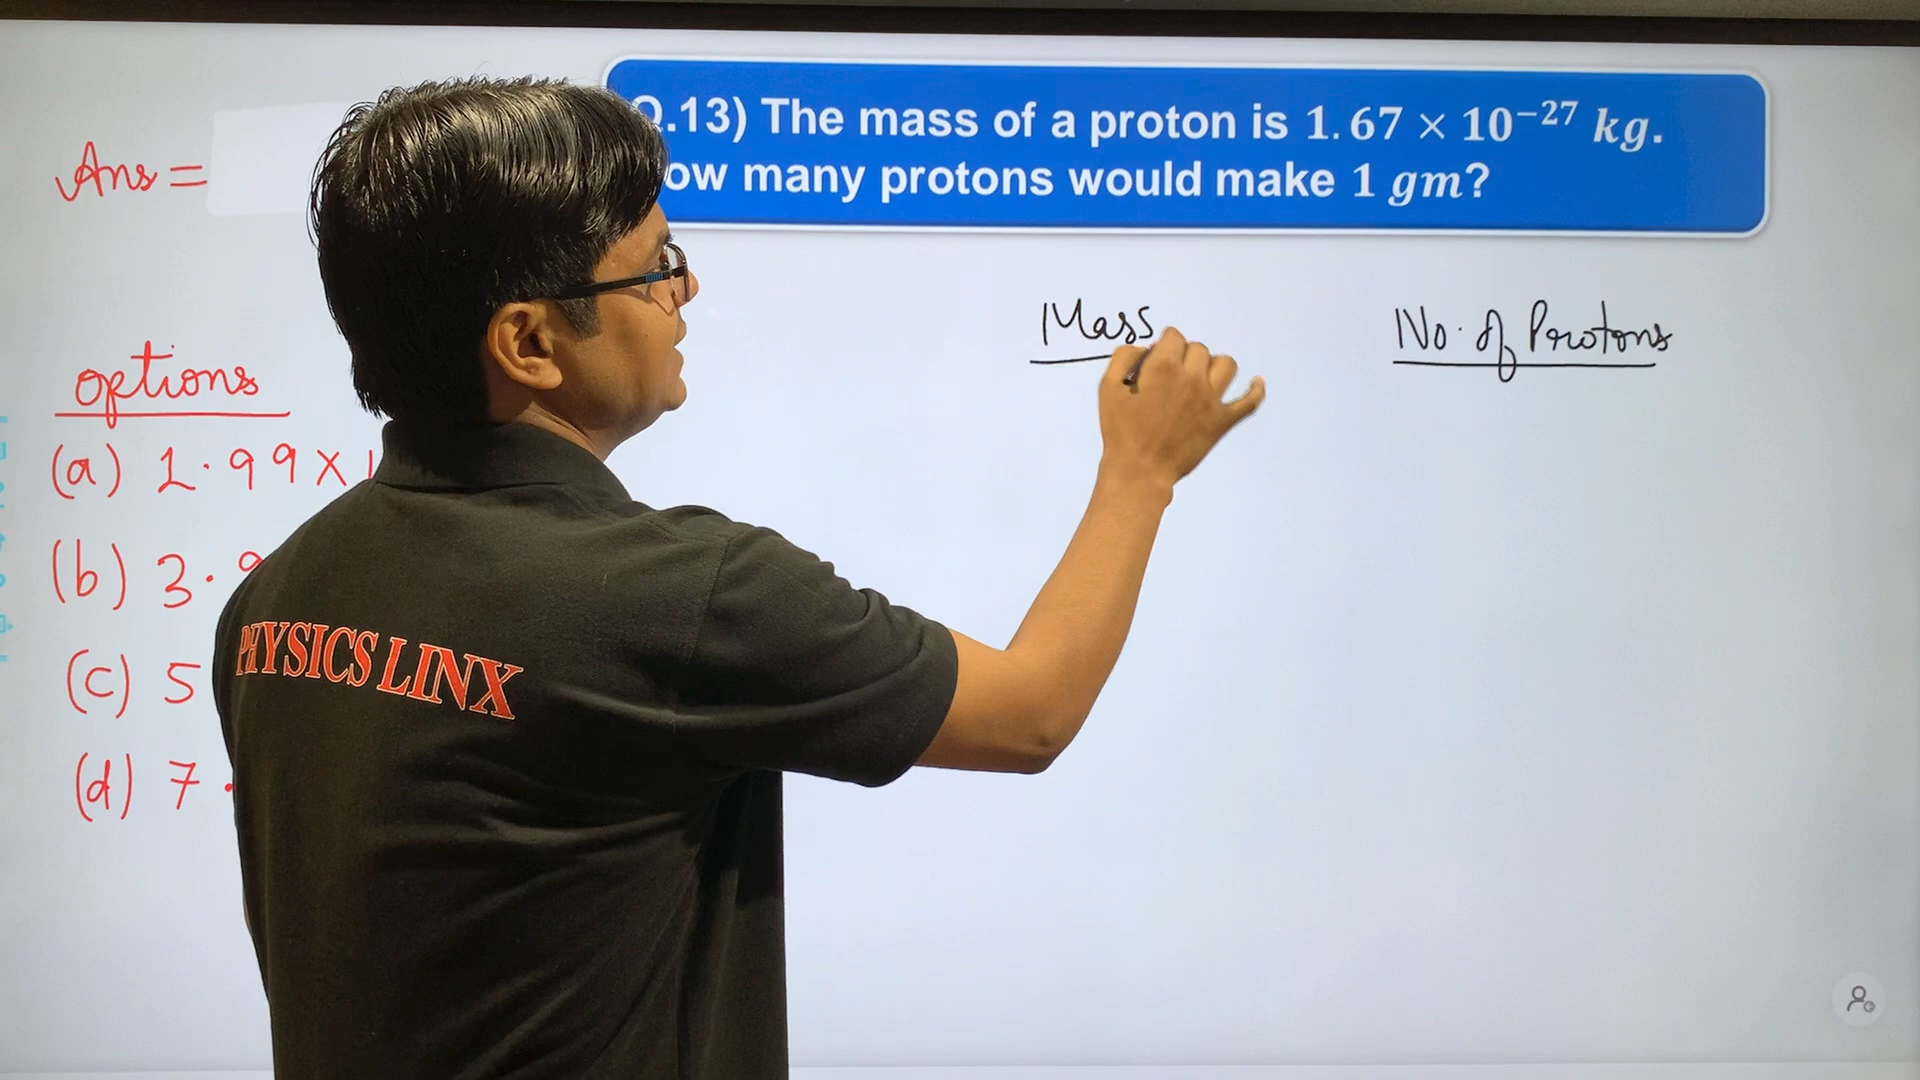 .13) The mass of a proton is 1.67 × 10⁻²⁷ kg.
ow many protons would make 1 gm?
Ans =
Mass
No. of Protons
options
(a) 1.99 ×
(b) 3.9
(c) 5
(d) 7.
PHYSICS LINX